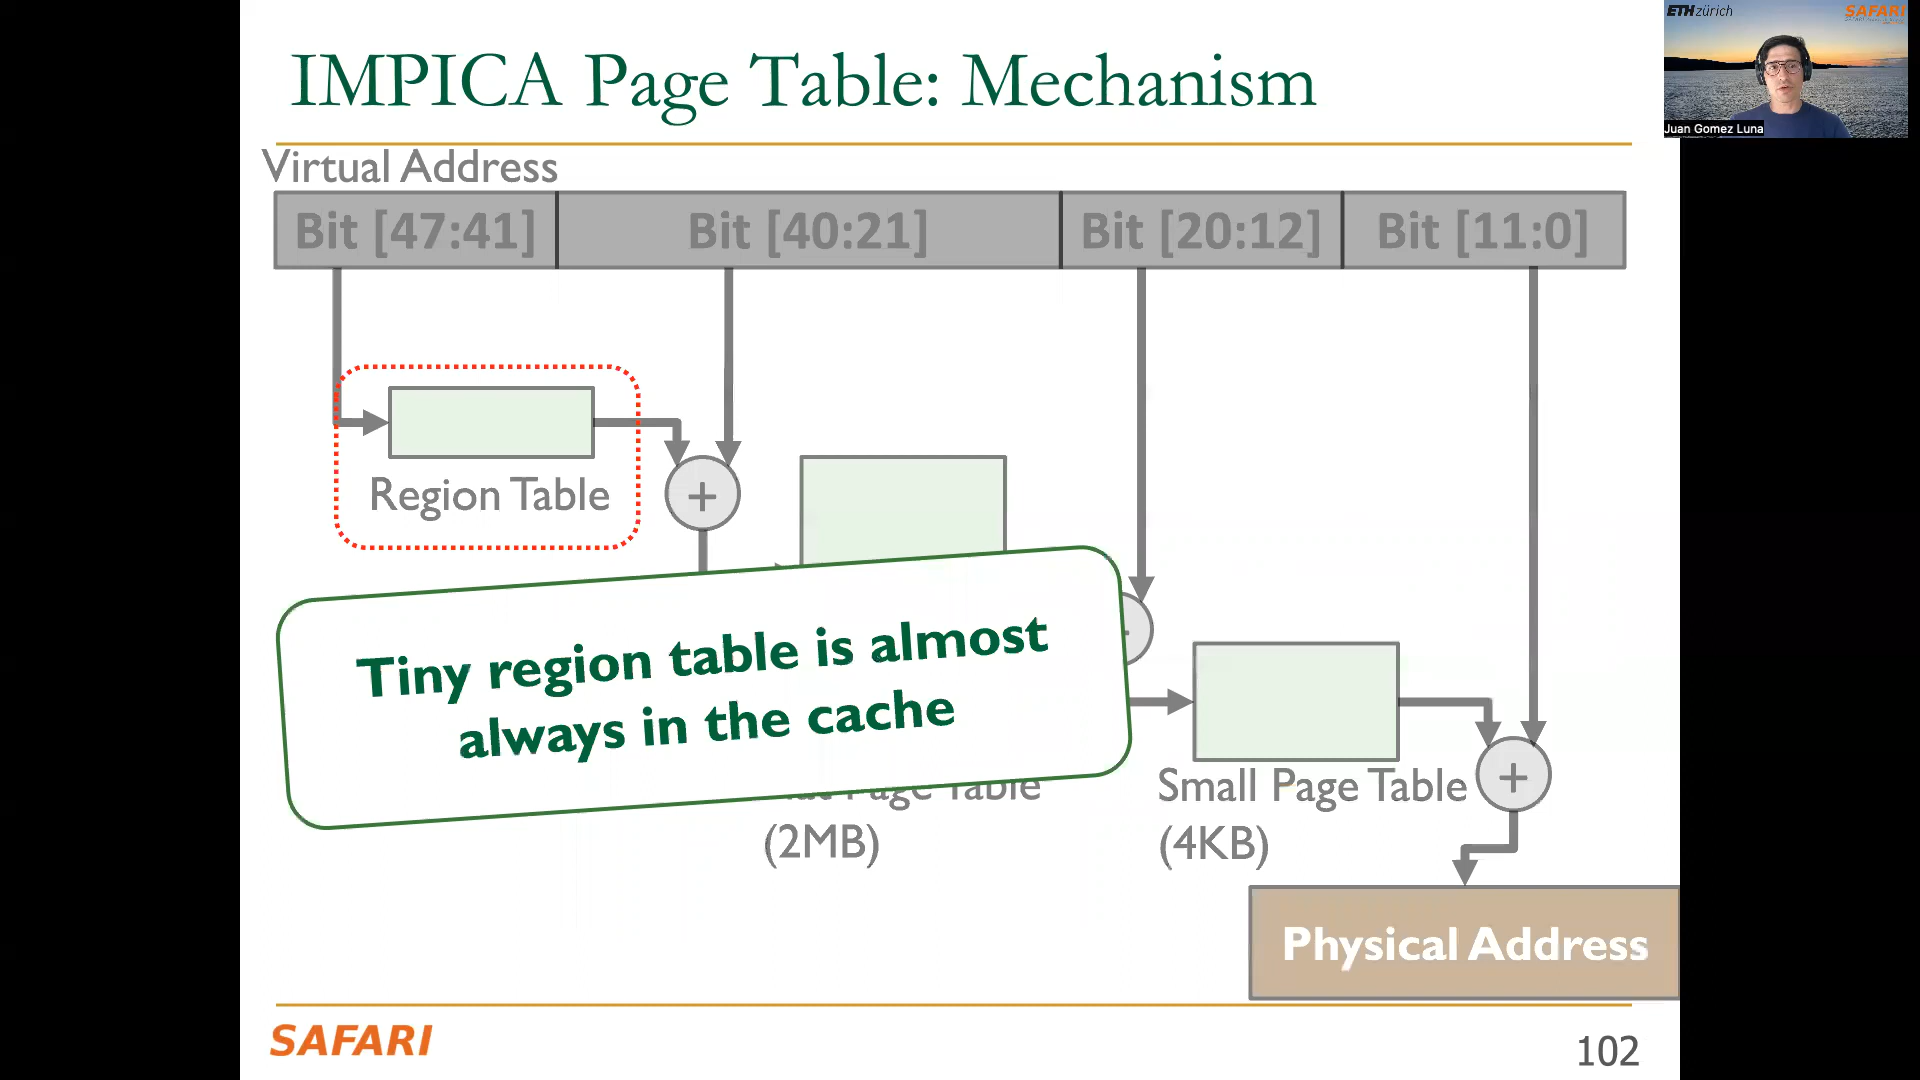 IMPICA Page Table: Mechanism
ETH zürich
SAFARI
Juan Gomez Luna
Virtual Address
Bit [47:41]
Bit [40:21]
Bit [20:12]
Bit [11:0]
Region Table
+
Tiny region table is almost
always in the cache
Page Table
(2MB)
Small Page Table
(4KB)
+
Physical Address
SAFARI
102